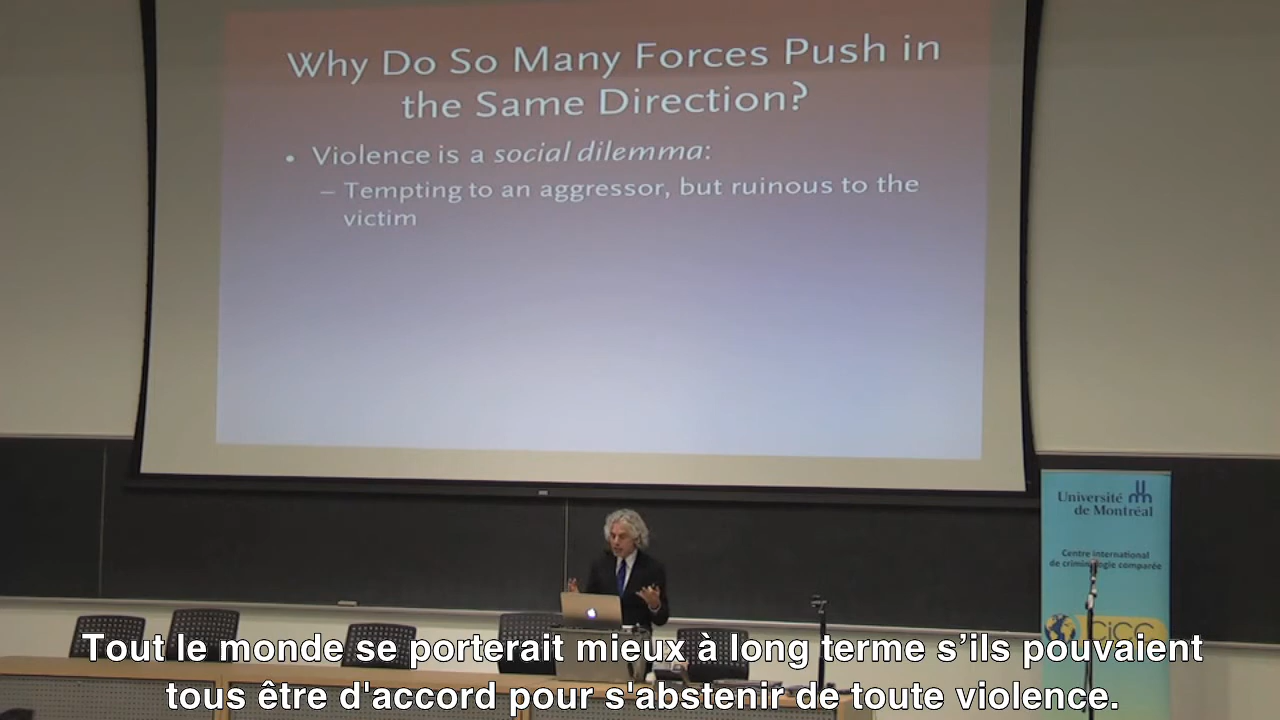 Why Do So Many Forces Push in
the Same Direction?
• Violence is a social dilemma:
– Tempting to an aggressor, but ruinous to the
victim
Université
de Montréal
Centre international
de criminologie comparée
CiCC
Tout le monde se porterait mieux à long terme s’ils pouvaient
tous être d'accord pour s'abstenir de toute violence.